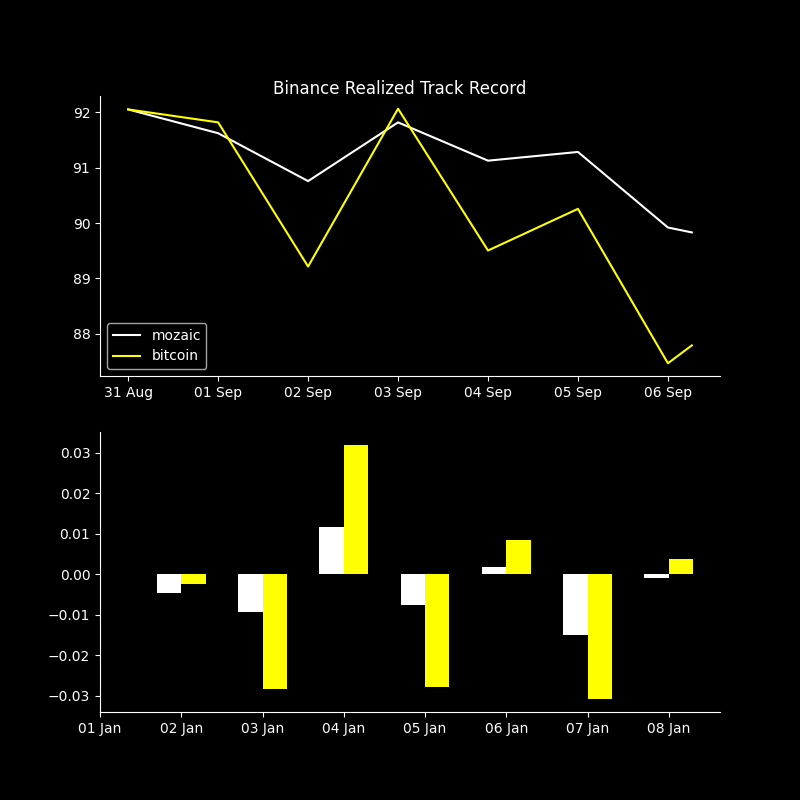 Binance Realized Track Record
92
91
90
89
88
mozaic
bitcoin
31 Aug 01 Sep 02 Sep 03 Sep 04 Sep 05 Sep 06 Sep
0.03
0.02
0.01
0.00
−0.01
−0.02
−0.03
01 Jan 02 Jan 03 Jan 04 Jan 05 Jan 06 Jan 07 Jan 08 Jan